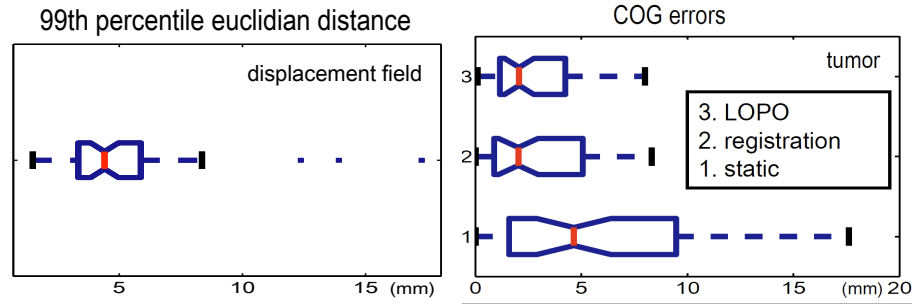 99th percentile euclidian distance
displacement field
5
10
15
(mm)
COG errors
tumor
3
2
1
3. LOPO
2. registration
1. static
0
5
10
15
(mm)
20